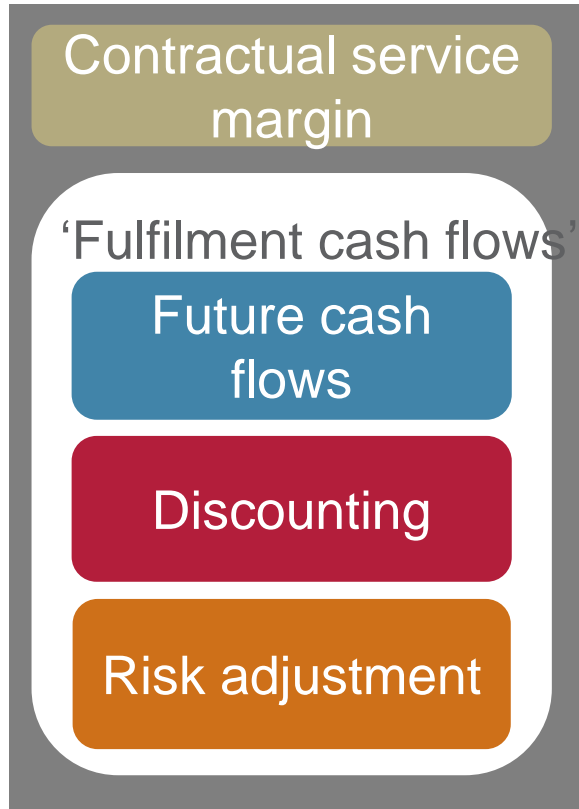 Contractual service
margin
‘Fulfilment cash flows’
Future cash
flows
Discounting
Risk adjustment